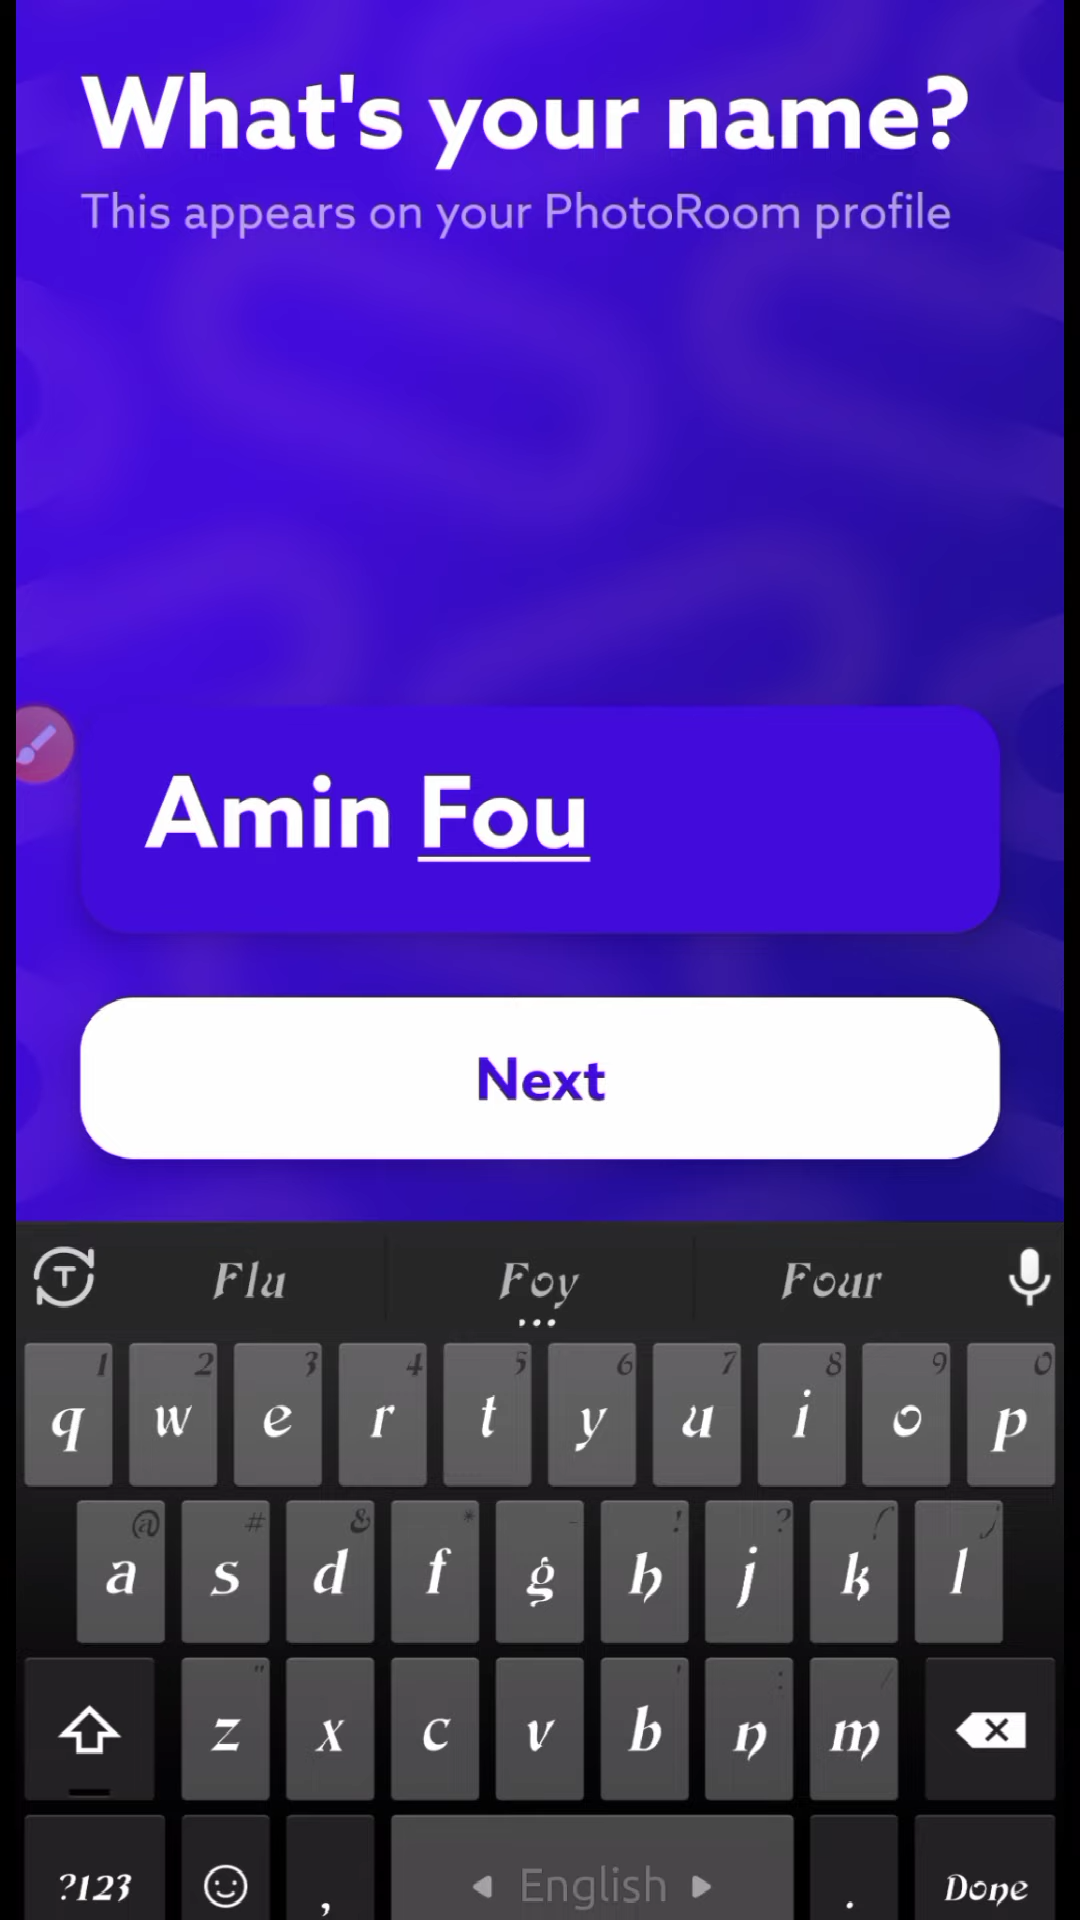 What's your name?
This appears on your PhotoRoom profile
Amin Fou
Next
T Flu Foy Four
...
1 2 3 4 5 6 7 8 9 0
q w e r t y u i o p
@ # & * - ! ? ( )
a s d f g h j k l
" ' : /
z x c v b n m
?123 , English . Done